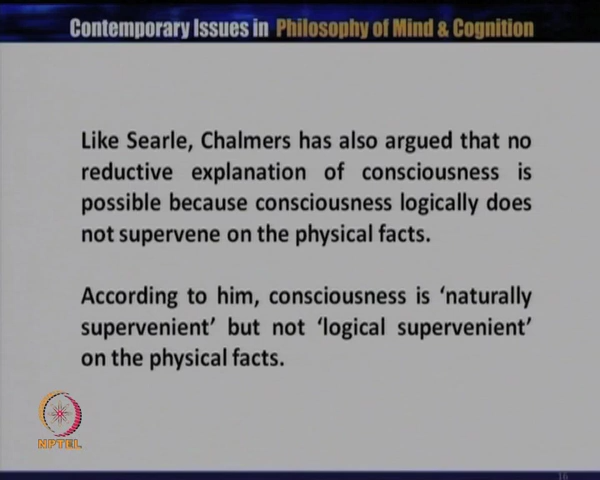 Contemporary Issues in Philosophy of Mind & Cognition
Like Searle, Chalmers has also argued that no
reductive explanation of consciousness is
possible because consciousness logically does
not supervene on the physical facts.
According to him, consciousness is ‘naturally
supervenient’ but not ‘logical supervenient’
on the physical facts.
NPTEL
16